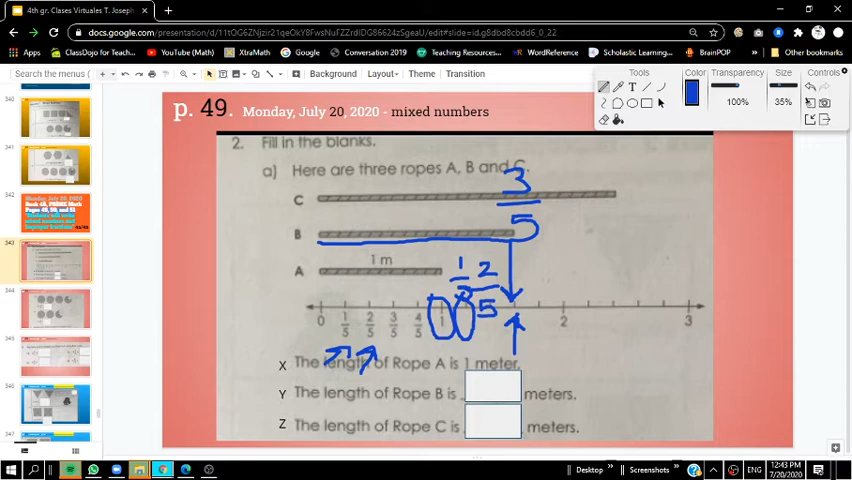 4th gr. Clases Virtuales T. Joseph
docs.google.com/presentation/d/11tOG6ZNjzir21qeOkY8FwsNuFZZrdIDG86624zSgeaU/edit#slide=id.g8dbd8cbdd6_0_22
Apps
ClassDojo for Teach...
YouTube (Math)
XtraMath
Google
Conversation 2019
Teaching Resources...
WordReference
Scholastic Learning...
BrainPOP
Other bookmarks
Search the menus (
Background
Layout
Theme
Transition
Tools
Color
Transparency
Size
Controls
100%
35%
340
341
342
343
346
347
p. 49. Monday, July 20, 2020 - mixed numbers
2. Fill in the blanks.
a) Here are three ropes A, B and C.
C
3
5
B
A
1 m
1
2
5
0 1/5 2/5 3/5 4/5 1 2 3
X The length of Rope A is 1 meter.
Y The length of Rope B is meters.
Z The length of Rope C is meters.
Desktop
Screenshots
12:43 PM
7/20/2020